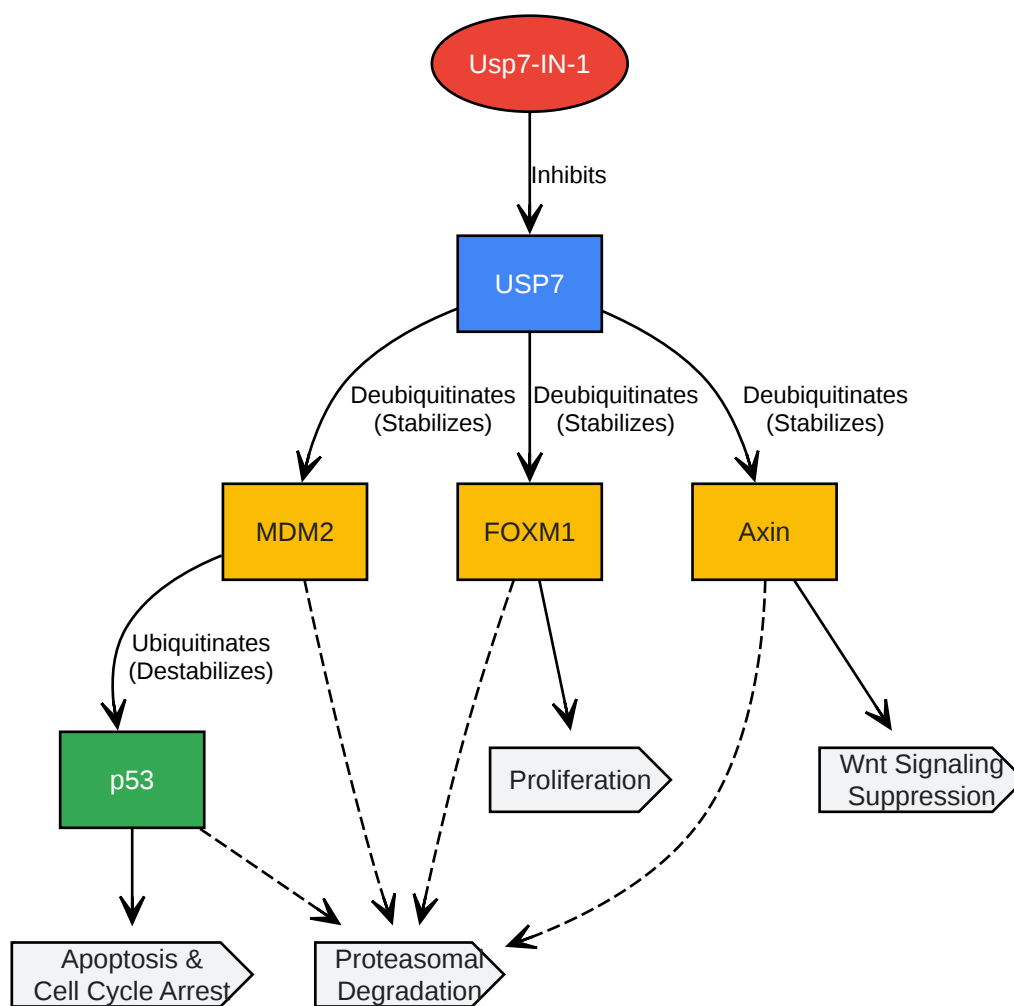 Usp7-IN-1
Inhibits
USP7
Deubiquitinates
(Stabilizes)
Deubiquitinates
(Stabilizes)
Deubiquitinates
(Stabilizes)
MDM2
FOXM1
Axin
Ubiquitinates
(Destabilizes)
p53
Proliferation
Wnt Signaling
Suppression
Apoptosis &
Cell Cycle Arrest
Proteasomal
Degradation